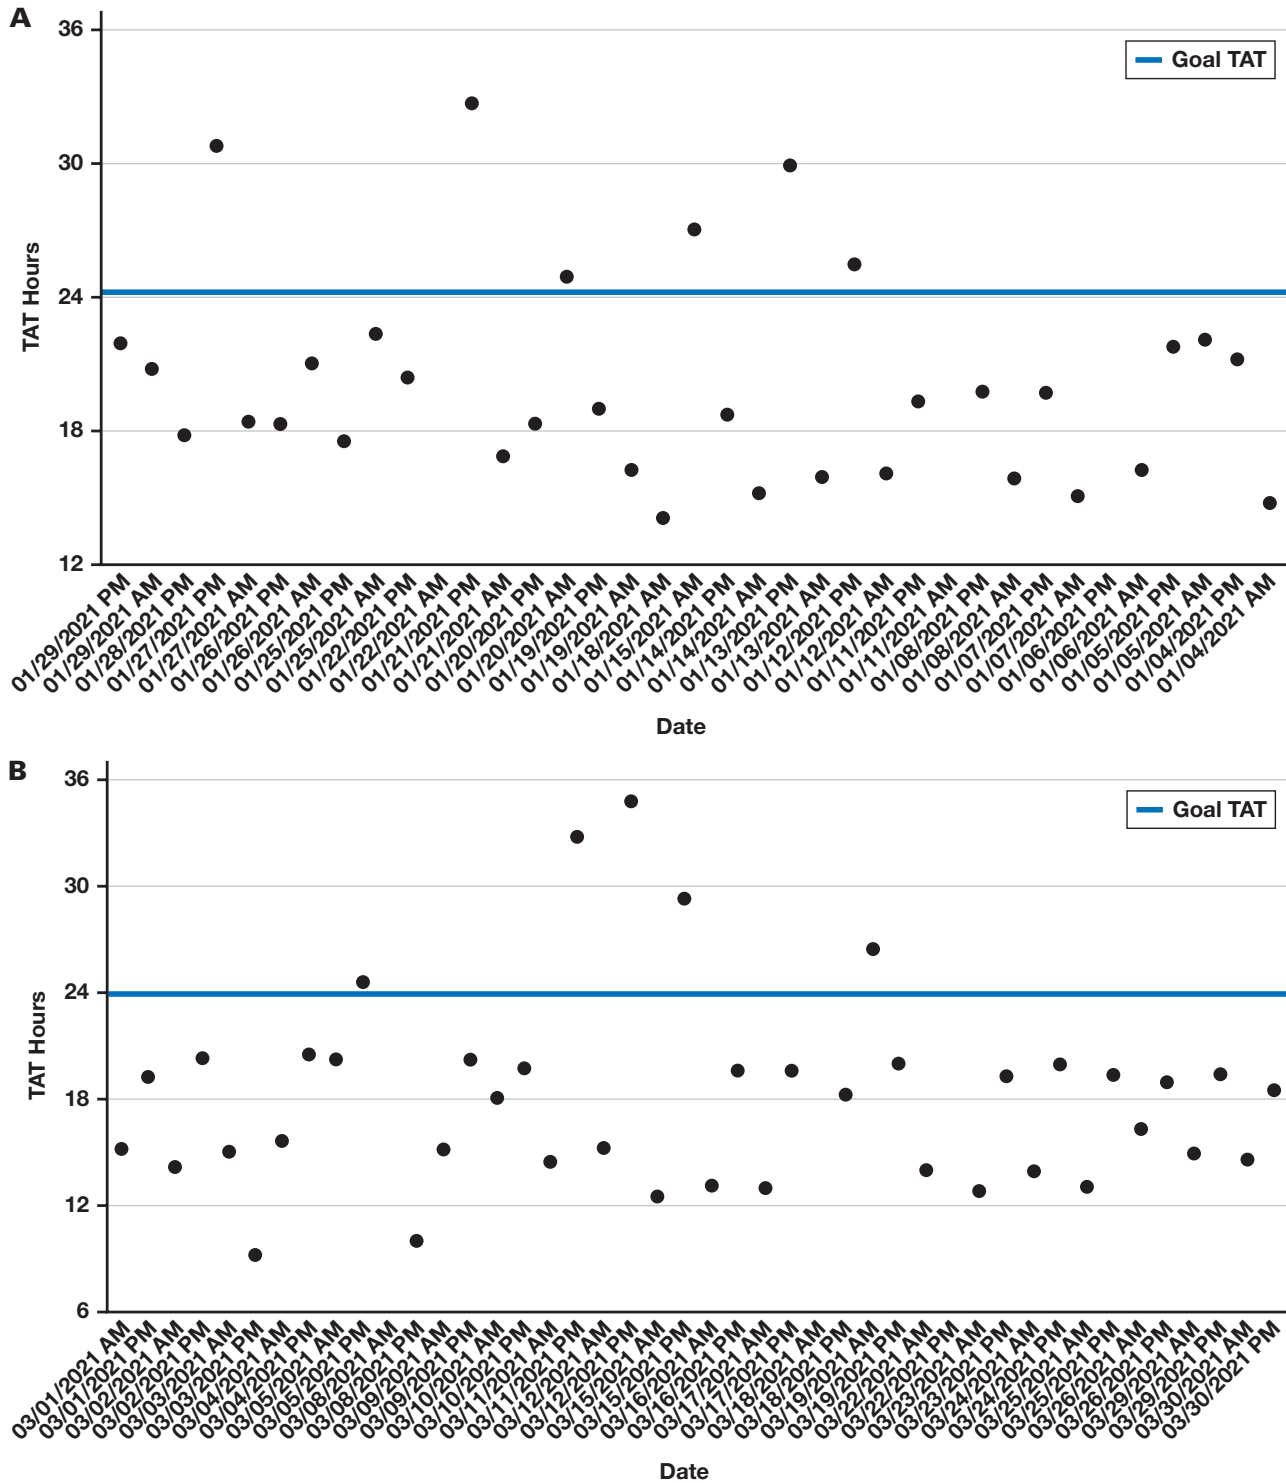 A
36
30
24
18
12
TAT Hours
Goal TAT
01/29/2021 PM
01/29/2021 AM
01/28/2021 PM
01/27/2021 PM
01/27/2021 AM
01/26/2021 PM
01/26/2021 AM
01/25/2021 PM
01/25/2021 AM
01/22/2021 PM
01/22/2021 AM
01/21/2021 PM
01/21/2021 AM
01/20/2021 PM
01/20/2021 AM
01/19/2021 PM
01/19/2021 AM
01/18/2021 AM
01/15/2021 AM
01/14/2021 PM
01/14/2021 AM
01/13/2021 PM
01/13/2021 AM
01/12/2021 PM
01/12/2021 AM
01/11/2021 PM
01/11/2021 AM
01/08/2021 PM
01/08/2021 AM
01/07/2021 PM
01/07/2021 AM
01/06/2021 PM
01/06/2021 AM
01/05/2021 PM
01/05/2021 AM
01/04/2021 PM
01/04/2021 AM
Date
B
36
30
24
18
12
6
TAT Hours
Goal TAT
03/01/2021 AM
03/01/2021 PM
03/02/2021 AM
03/02/2021 PM
03/03/2021 AM
03/03/2021 PM
03/04/2021 AM
03/04/2021 PM
03/05/2021 AM
03/05/2021 PM
03/08/2021 AM
03/08/2021 PM
03/09/2021 AM
03/09/2021 PM
03/10/2021 AM
03/10/2021 PM
03/11/2021 AM
03/11/2021 PM
03/12/2021 AM
03/12/2021 PM
03/15/2021 AM
03/15/2021 PM
03/16/2021 AM
03/16/2021 PM
03/17/2021 AM
03/17/2021 PM
03/18/2021 AM
03/18/2021 PM
03/19/2021 AM
03/19/2021 PM
03/22/2021 AM
03/22/2021 PM
03/23/2021 AM
03/23/2021 PM
03/24/2021 AM
03/24/2021 PM
03/25/2021 AM
03/25/2021 PM
03/26/2021 AM
03/26/2021 PM
03/29/2021 AM
03/29/2021 PM
03/30/2021 AM
03/30/2021 PM
Date